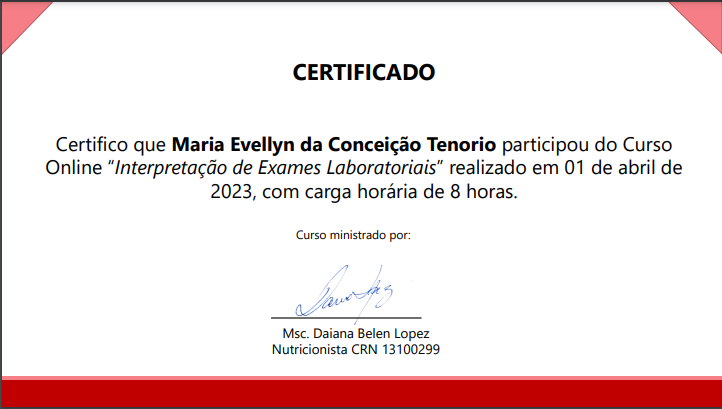 CERTIFICADO
Certifico que Maria Evellyn da Conceição Tenorio participou do Curso
Online “Interpretação de Exames Laboratoriais” realizado em 01 de abril de
2023, com carga horária de 8 horas.
Curso ministrado por:
Msc. Daiana Belen Lopez
Nutricionista CRN 13100299